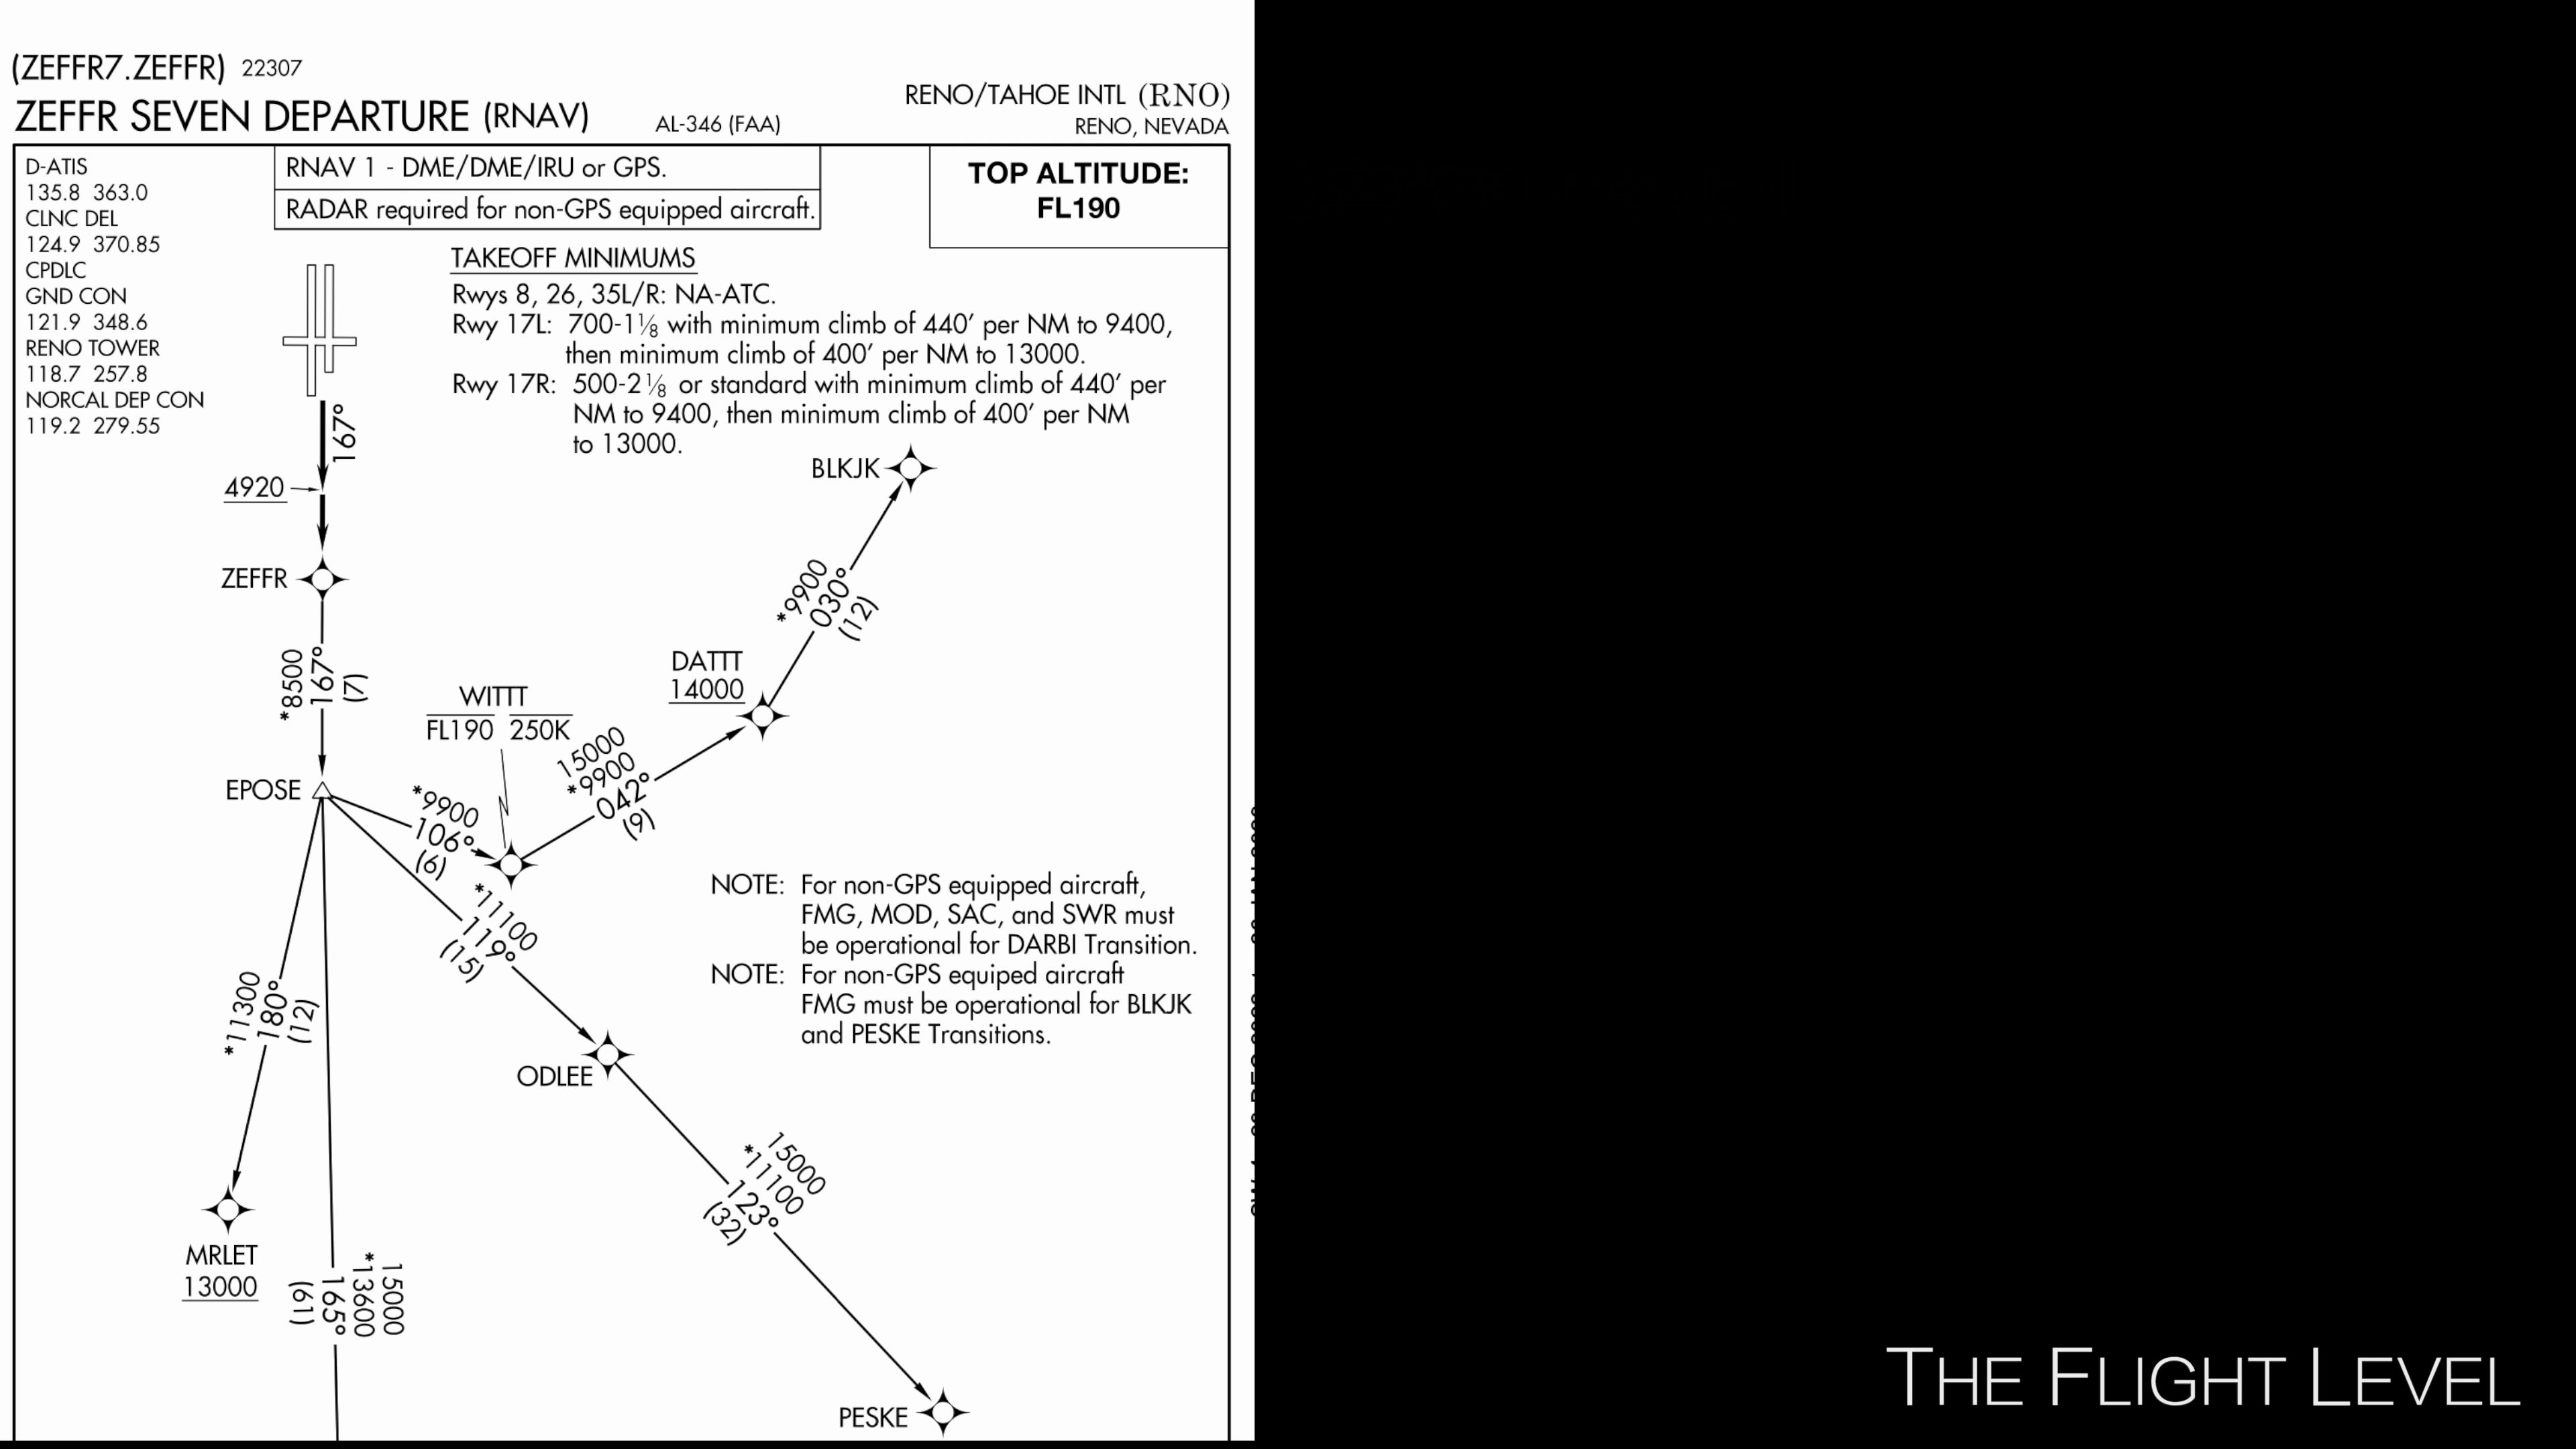 (ZEFFR7.ZEFFR) 22307
ZEFFR SEVEN DEPARTURE (RNAV)
AL-346 (FAA)
RENO/TAHOE INTL (RNO)
RENO, NEVADA
D-ATIS
135.8 363.0
CLNC DEL
124.9 370.85
CPDLC
GND CON
121.9 348.6
RENO TOWER
118.7 257.8
NORCAL DEP CON
119.2 279.55
RNAV 1 - DME/DME/IRU or GPS.
RADAR required for non-GPS equipped aircraft.
TOP ALTITUDE:
FL190
TAKEOFF MINIMUMS
Rwys 8, 26, 35L/R: NA-ATC.
Rwy 17L: 700-1⅛ with minimum climb of 440' per NM to 9400,
then minimum climb of 400' per NM to 13000.
Rwy 17R: 500-2⅛ or standard with minimum climb of 440' per
NM to 9400, then minimum climb of 400' per NM
to 13000.
167°
4920
ZEFFR
*8500
167°
(7)
EPOSE
BLKJK
*9900
030°
(12)
DATTT
14000
WITTT
FL190 250K
15000
*9900
042°
(9)
*9900
106°
(6)
*11100
119°
(15)
NOTE: For non-GPS equipped aircraft,
FMG, MOD, SAC, and SWR must
be operational for DARBI Transition.
NOTE: For non-GPS equiped aircraft
FMG must be operational for BLKJK
and PESKE Transitions.
*11300
180°
(12)
ODLEE
15000
*11100
123°
(32)
MRLET
13000
15000
*13600
165°
(61)
PESKE
THE FLIGHT LEVEL